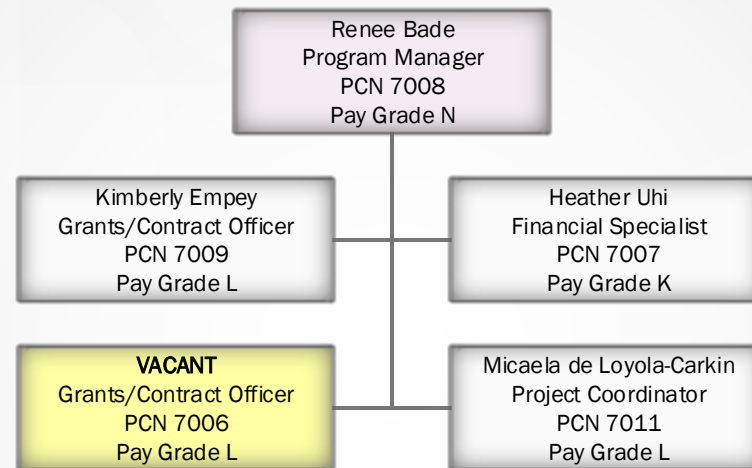 Renee Bade
Program Manager
PCN 7008
Pay Grade N
Kimberly Empey
Grants/Contract Officer
PCN 7009
Pay Grade L
Heather Uhi
Financial Specialist
PCN 7007
Pay Grade K
VACANT
Grants/Contract Officer
PCN 7006
Pay Grade L
Micaela de Loyola-Carkin
Project Coordinator
PCN 7011
Pay Grade L